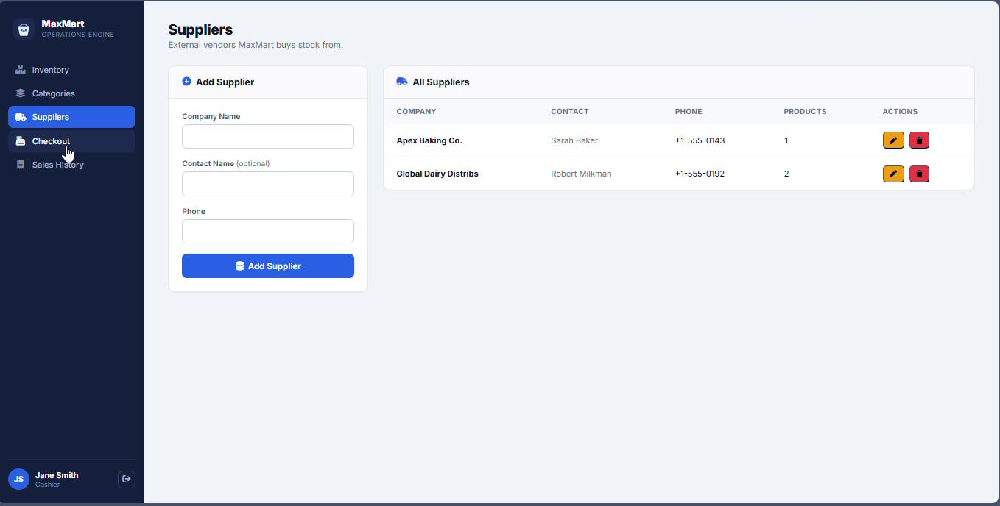 MaxMart
OPERATIONS ENGINE
Inventory
Categories
Suppliers
Checkout
Sales History
JS
Jane Smith
Cashier
Suppliers
External vendors MaxMart buys stock from.
Add Supplier
Company Name
Contact Name (optional)
Phone
Add Supplier
All Suppliers
COMPANY CONTACT PHONE PRODUCTS ACTIONS
Apex Baking Co. Sarah Baker +1-555-0143 1
Global Dairy Distribs Robert Milkman +1-555-0192 2